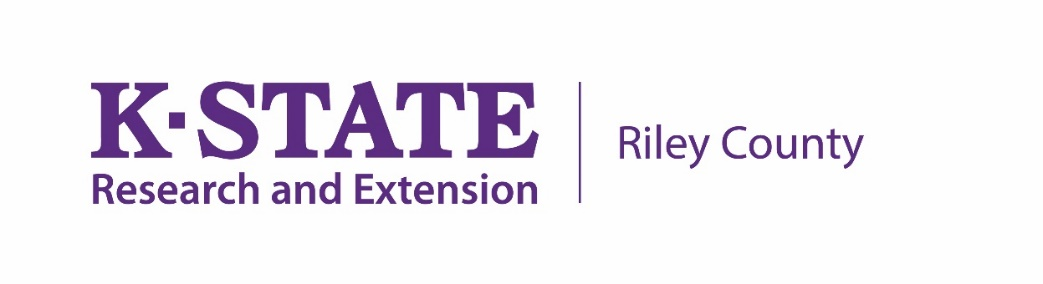 K-STATE
Research and Extension
Riley County